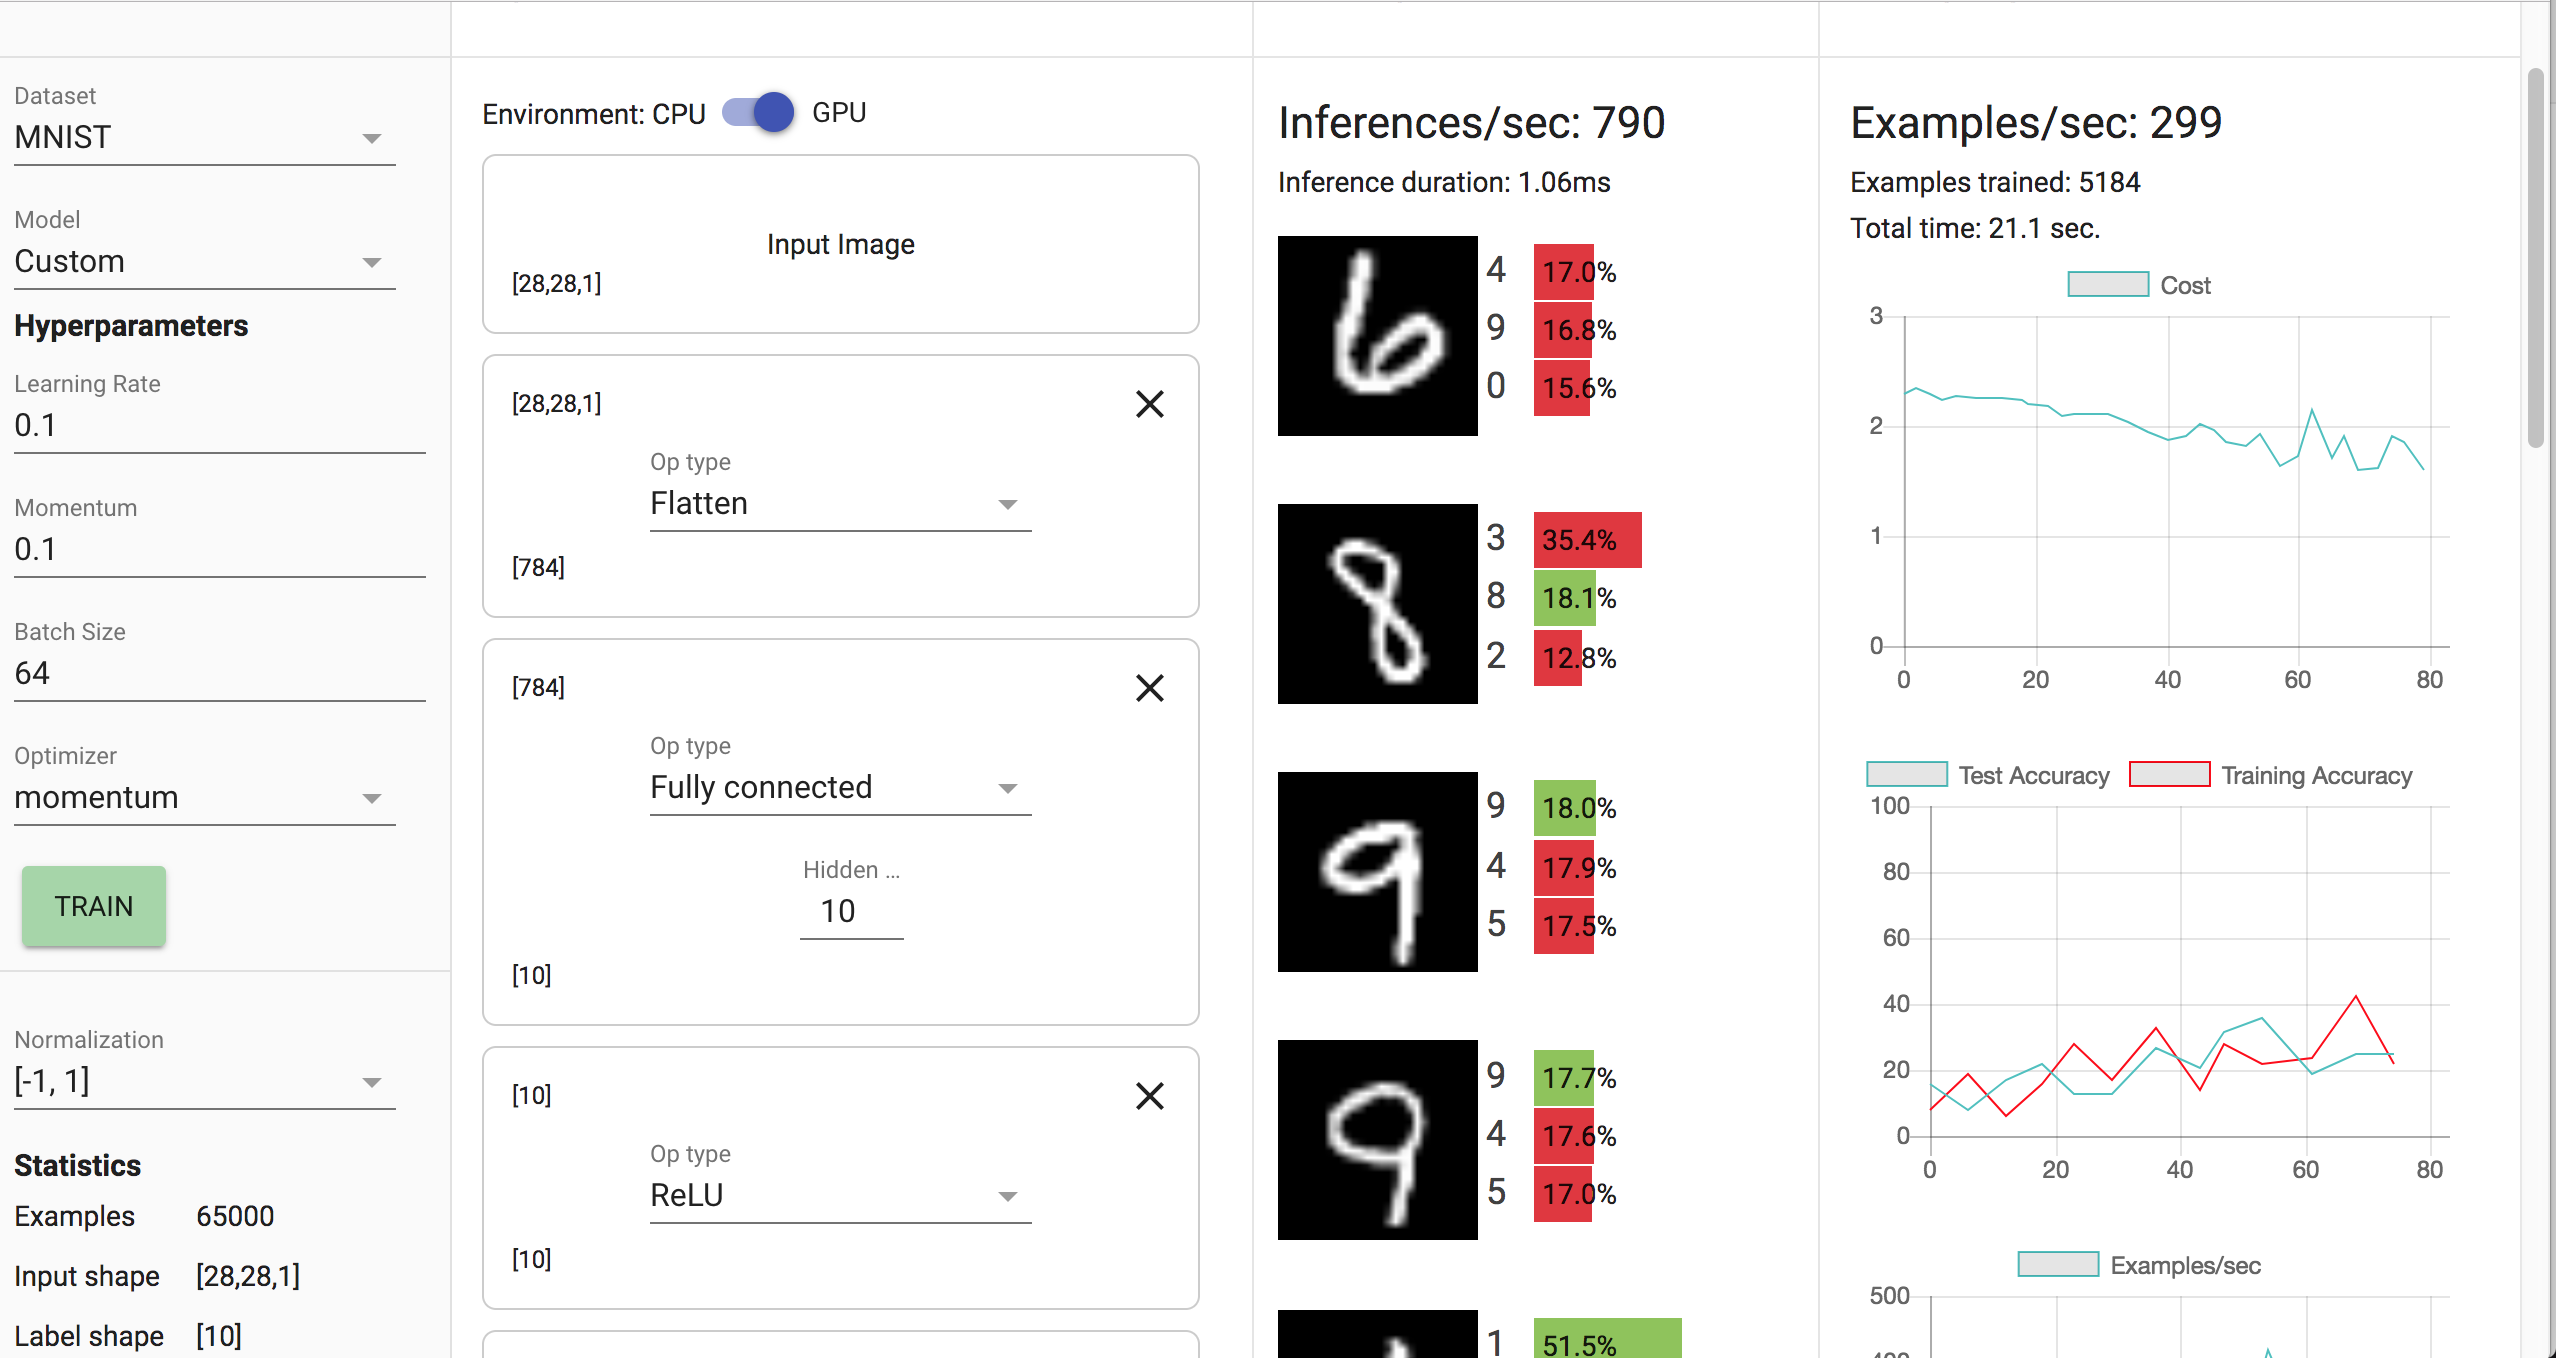 Dataset
MNIST
Model
Custom
Hyperparameters
Learning Rate
0.1
Momentum
0.1
Batch Size
64
Optimizer
momentum
TRAIN
Normalization
[-1, 1]
Statistics
Examples 65000
Input shape [28,28,1]
Label shape [10]
Environment: CPU GPU
Input Image
[28,28,1]
[28,28,1]
Op type
Flatten
[784]
[784]
Op type
Fully connected
Hidden ...
10
[10]
[10]
Op type
ReLU
[10]
Inferences/sec: 790
Inference duration: 1.06ms
4 17.0%
9 16.8%
0 15.6%
3 35.4%
8 18.1%
2 12.8%
9 18.0%
4 17.9%
5 17.5%
9 17.7%
4 17.6%
5 17.0%
1 51.5%
Examples/sec: 299
Examples trained: 5184
Total time: 21.1 sec.
Cost
3
2
1
0
0 20 40 60 80
Test Accuracy Training Accuracy
100
80
60
40
20
0
0 20 40 60 80
Examples/sec
500